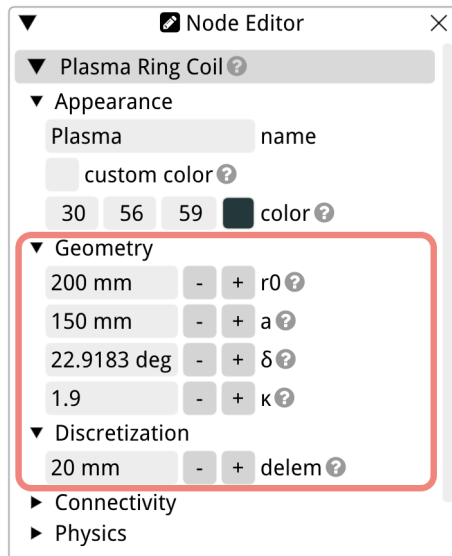 Node Editor
Plasma Ring Coil ?
Appearance
Plasma name
custom color ?
30 56 59 color ?
Geometry
200 mm - + r0 ?
150 mm - + a ?
22.9183 deg - + δ ?
1.9 - + κ ?
Discretization
20 mm - + delem ?
Connectivity
Physics